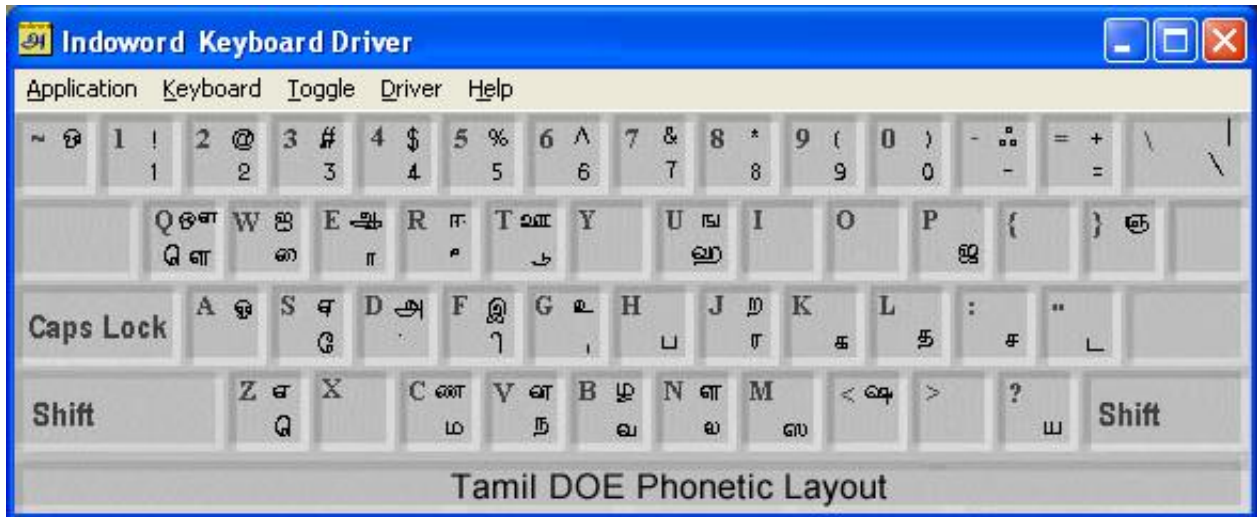 Indoword Keyboard Driver
Application Keyboard Toggle Driver Help
~ ஓ 1 ! 2 @ 3 # 4 $ 5 % 6 ^ 7 & 8 * 9 ( 0 ) - ஃ = + \ |
1 2 3 4 5 6 7 8 9 0 - = \
Q ஔ W ஐ E ஆ R ஈ T ஊ Y U ங I O P { } ஞ
ௌ ை ா ீ ூ ஹ ஜ
Caps Lock A ஓ S ஏ D அ F இ G உ H J ற K L : "
ே ் ி ு ப ர க த ச ட
Shift Z எ X C ண V ன B ழ N ள M < ஷ > ? Shift
ெ ம ந வ ல ஸ ய
Tamil DOE Phonetic Layout